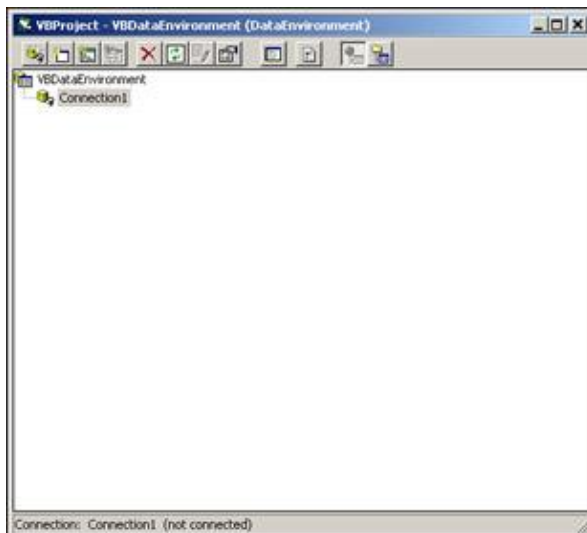 VBProject - VBDataEnvironment (DataEnvironment)
VBDataEnvironment
Connection1
Connection: Connection1 (not connected)